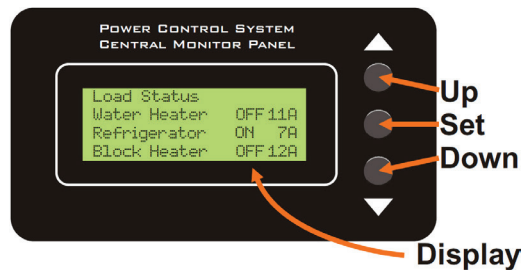 POWER CONTROL SYSTEM
CENTRAL MONITOR PANEL
Load Status
Water Heater OFF 11A
Refrigerator ON 7A
Block Heater OFF 12A
Up
Set
Down
Display